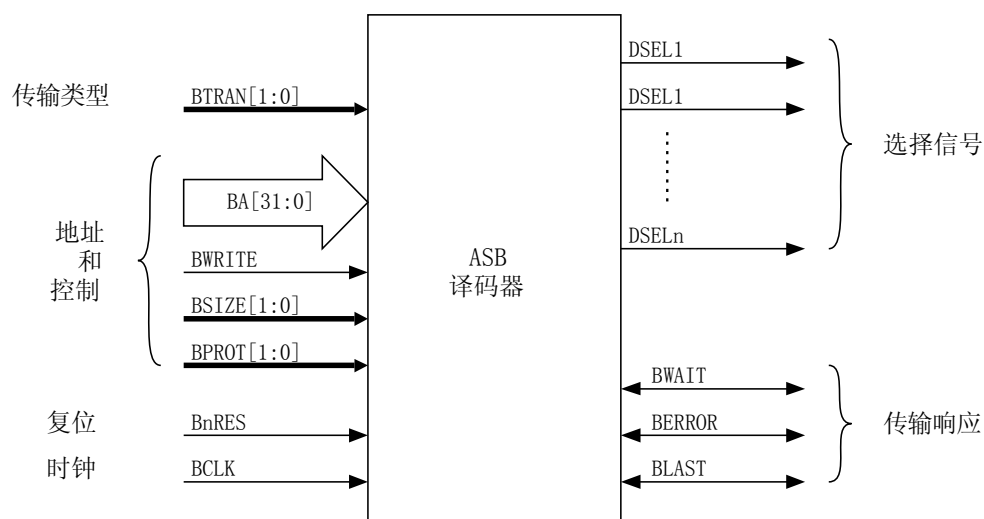 传输类型
BTRAN[1:0]
地址
和
控制
BA[31:0]
BWRITE
BSIZE[1:0]
BPROT[1:0]
复位
BnRES
时钟
BCLK
ASB
译码器
DSEL1
DSEL1
DSELn
选择信号
BWAIT
BERROR
BLAST
传输响应